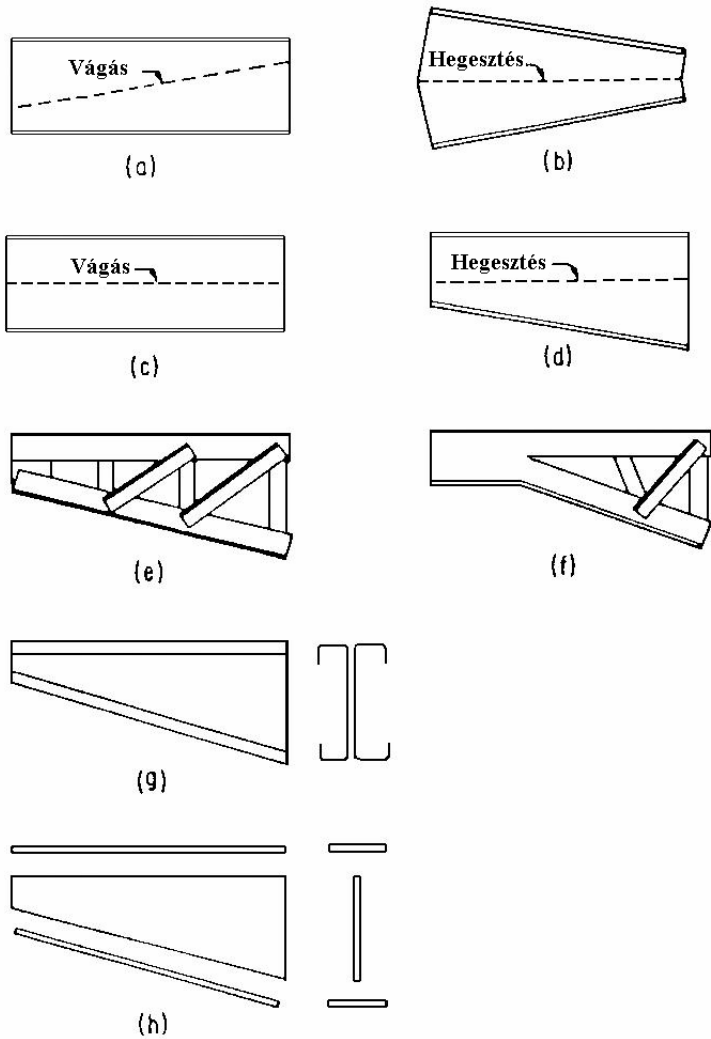 Vágás
Hegesztés
(a)
(b)
Vágás
Hegesztés
(c)
(d)
(e)
(f)
(g)
(h)